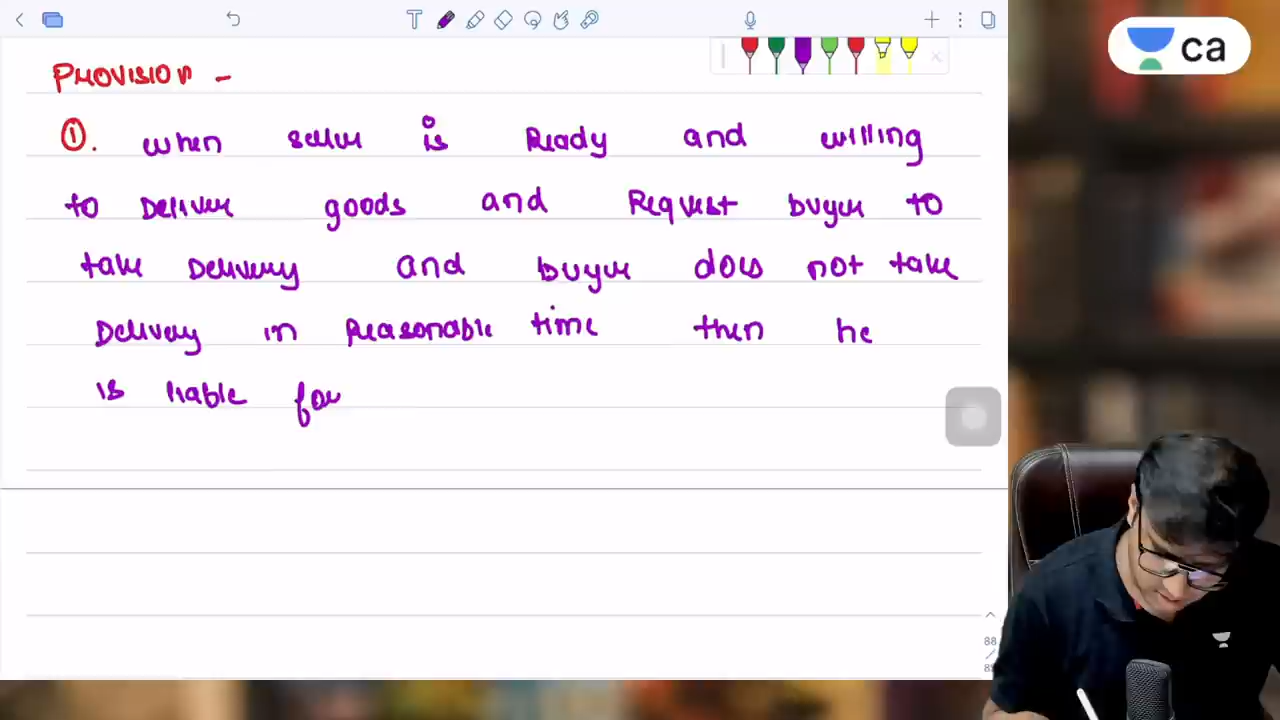 T
ca
PROVISION -
①. when seller is Ready and willing
to Deliver goods and Request buyer to
take Delivery and buyer does not take
Delivery in Reasonable time then he
is liable for
88